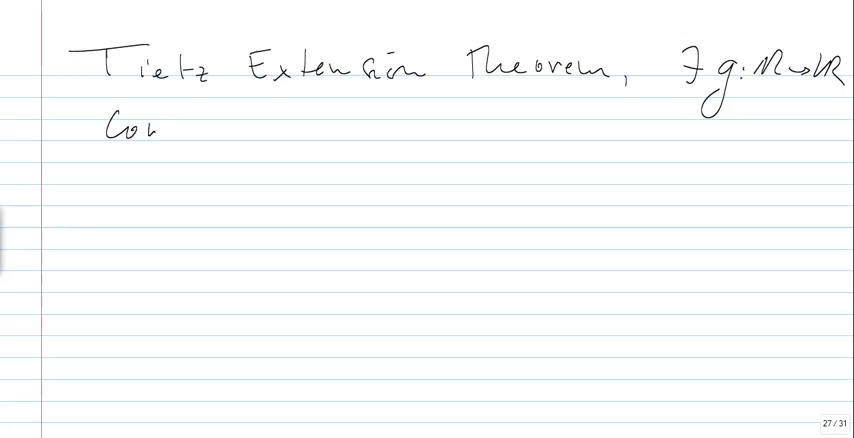 Tietz Extension Theorem, ∃ g: ℝ→ℝ
Con
27 / 31